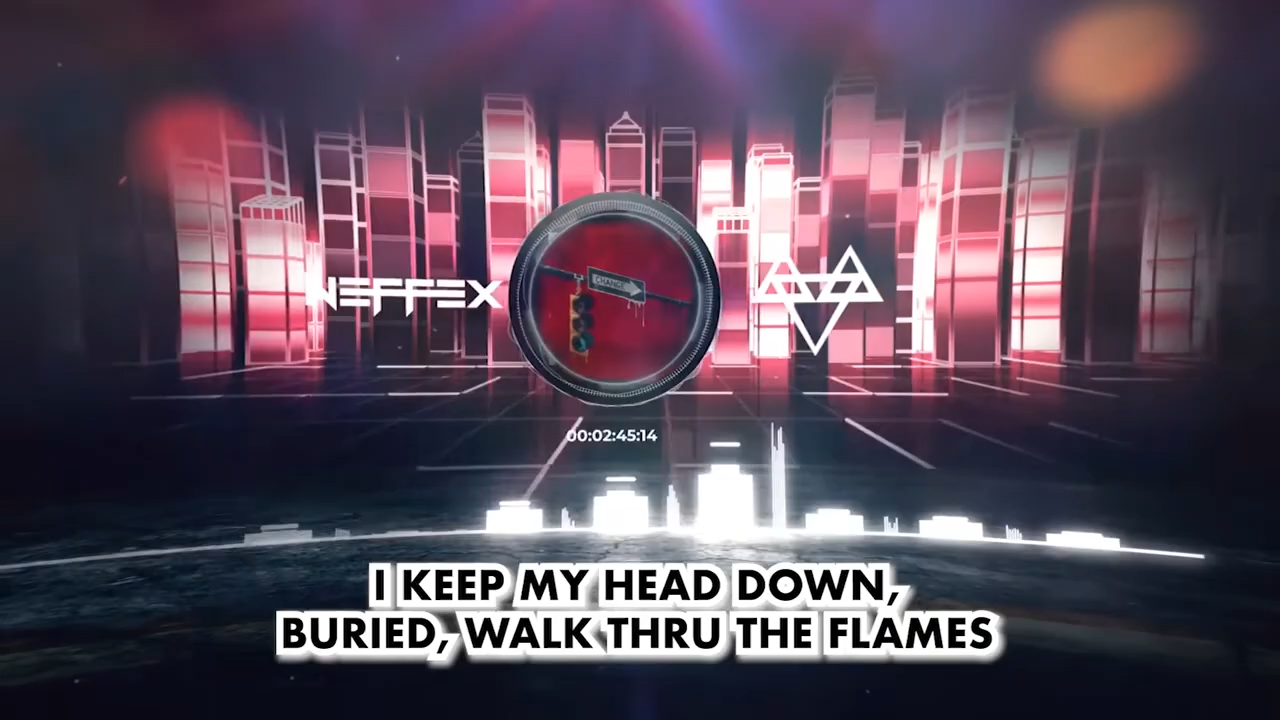 NEFFEX
CHANGE
00:02:45:14
I KEEP MY HEAD DOWN,
BURIED, WALK THRU THE FLAMES